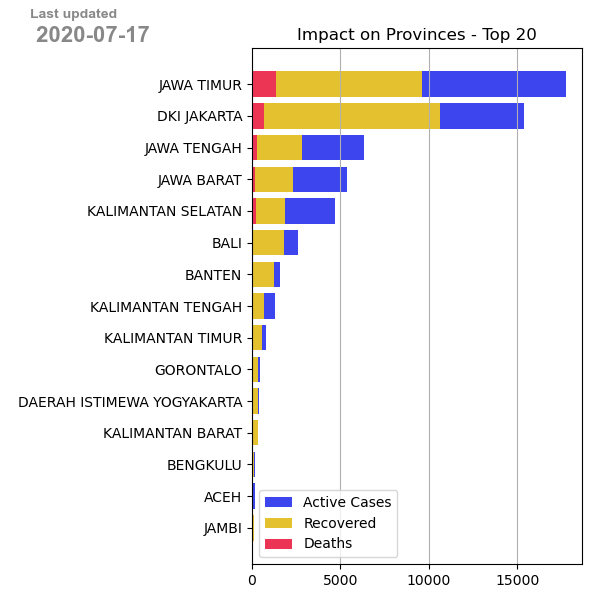 Last updated
2020-07-17
Impact on Provinces - Top 20
JAWA TIMUR
DKI JAKARTA
JAWA TENGAH
JAWA BARAT
KALIMANTAN SELATAN
BALI
BANTEN
KALIMANTAN TENGAH
KALIMANTAN TIMUR
GORONTALO
DAERAH ISTIMEWA YOGYAKARTA
KALIMANTAN BARAT
BENGKULU
ACEH
JAMBI
Active Cases
Recovered
Deaths
0 5000 10000 15000